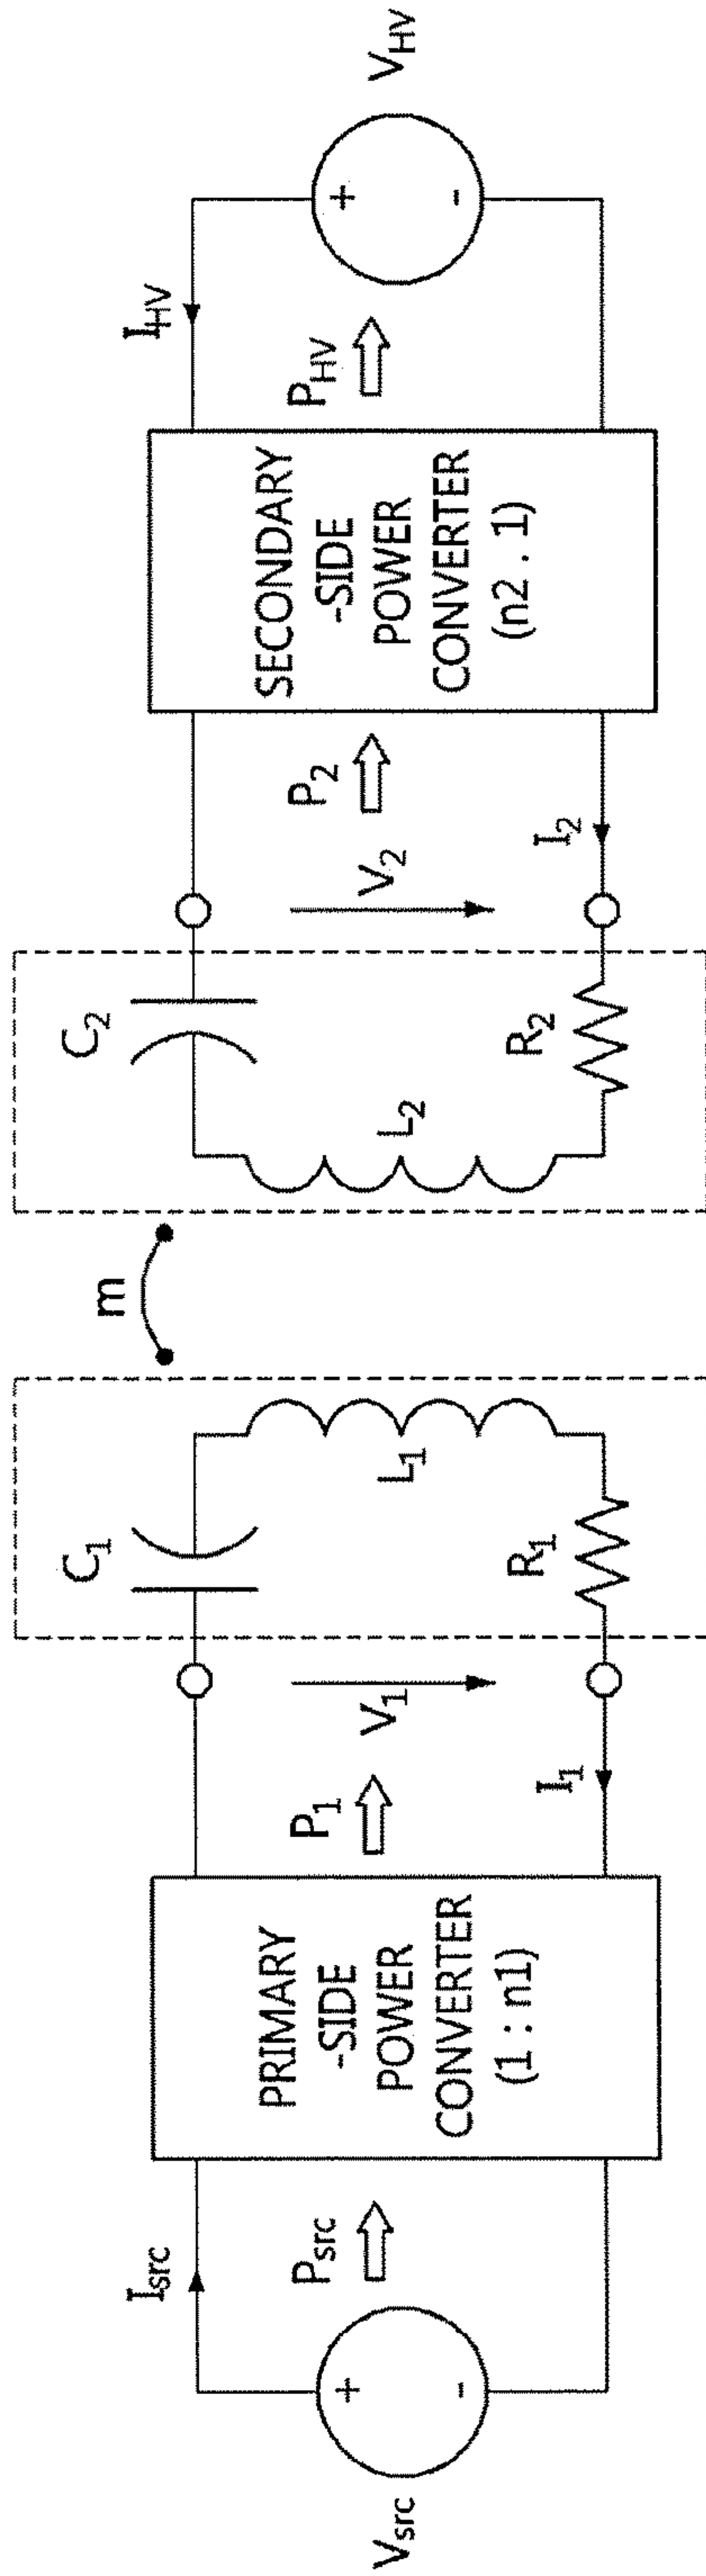 V_src
+
-
I_src
P_src
PRIMARY
-SIDE
POWER
CONVERTER
(1 : n1)
P_1
V_1
I_1
C_1
L_1
R_1
m
C_2
L_2
R_2
V_2
I_2
P_2
SECONDARY
-SIDE
POWER
CONVERTER
(n2 . 1)
P_HV
I_HV
+
-
V_HV